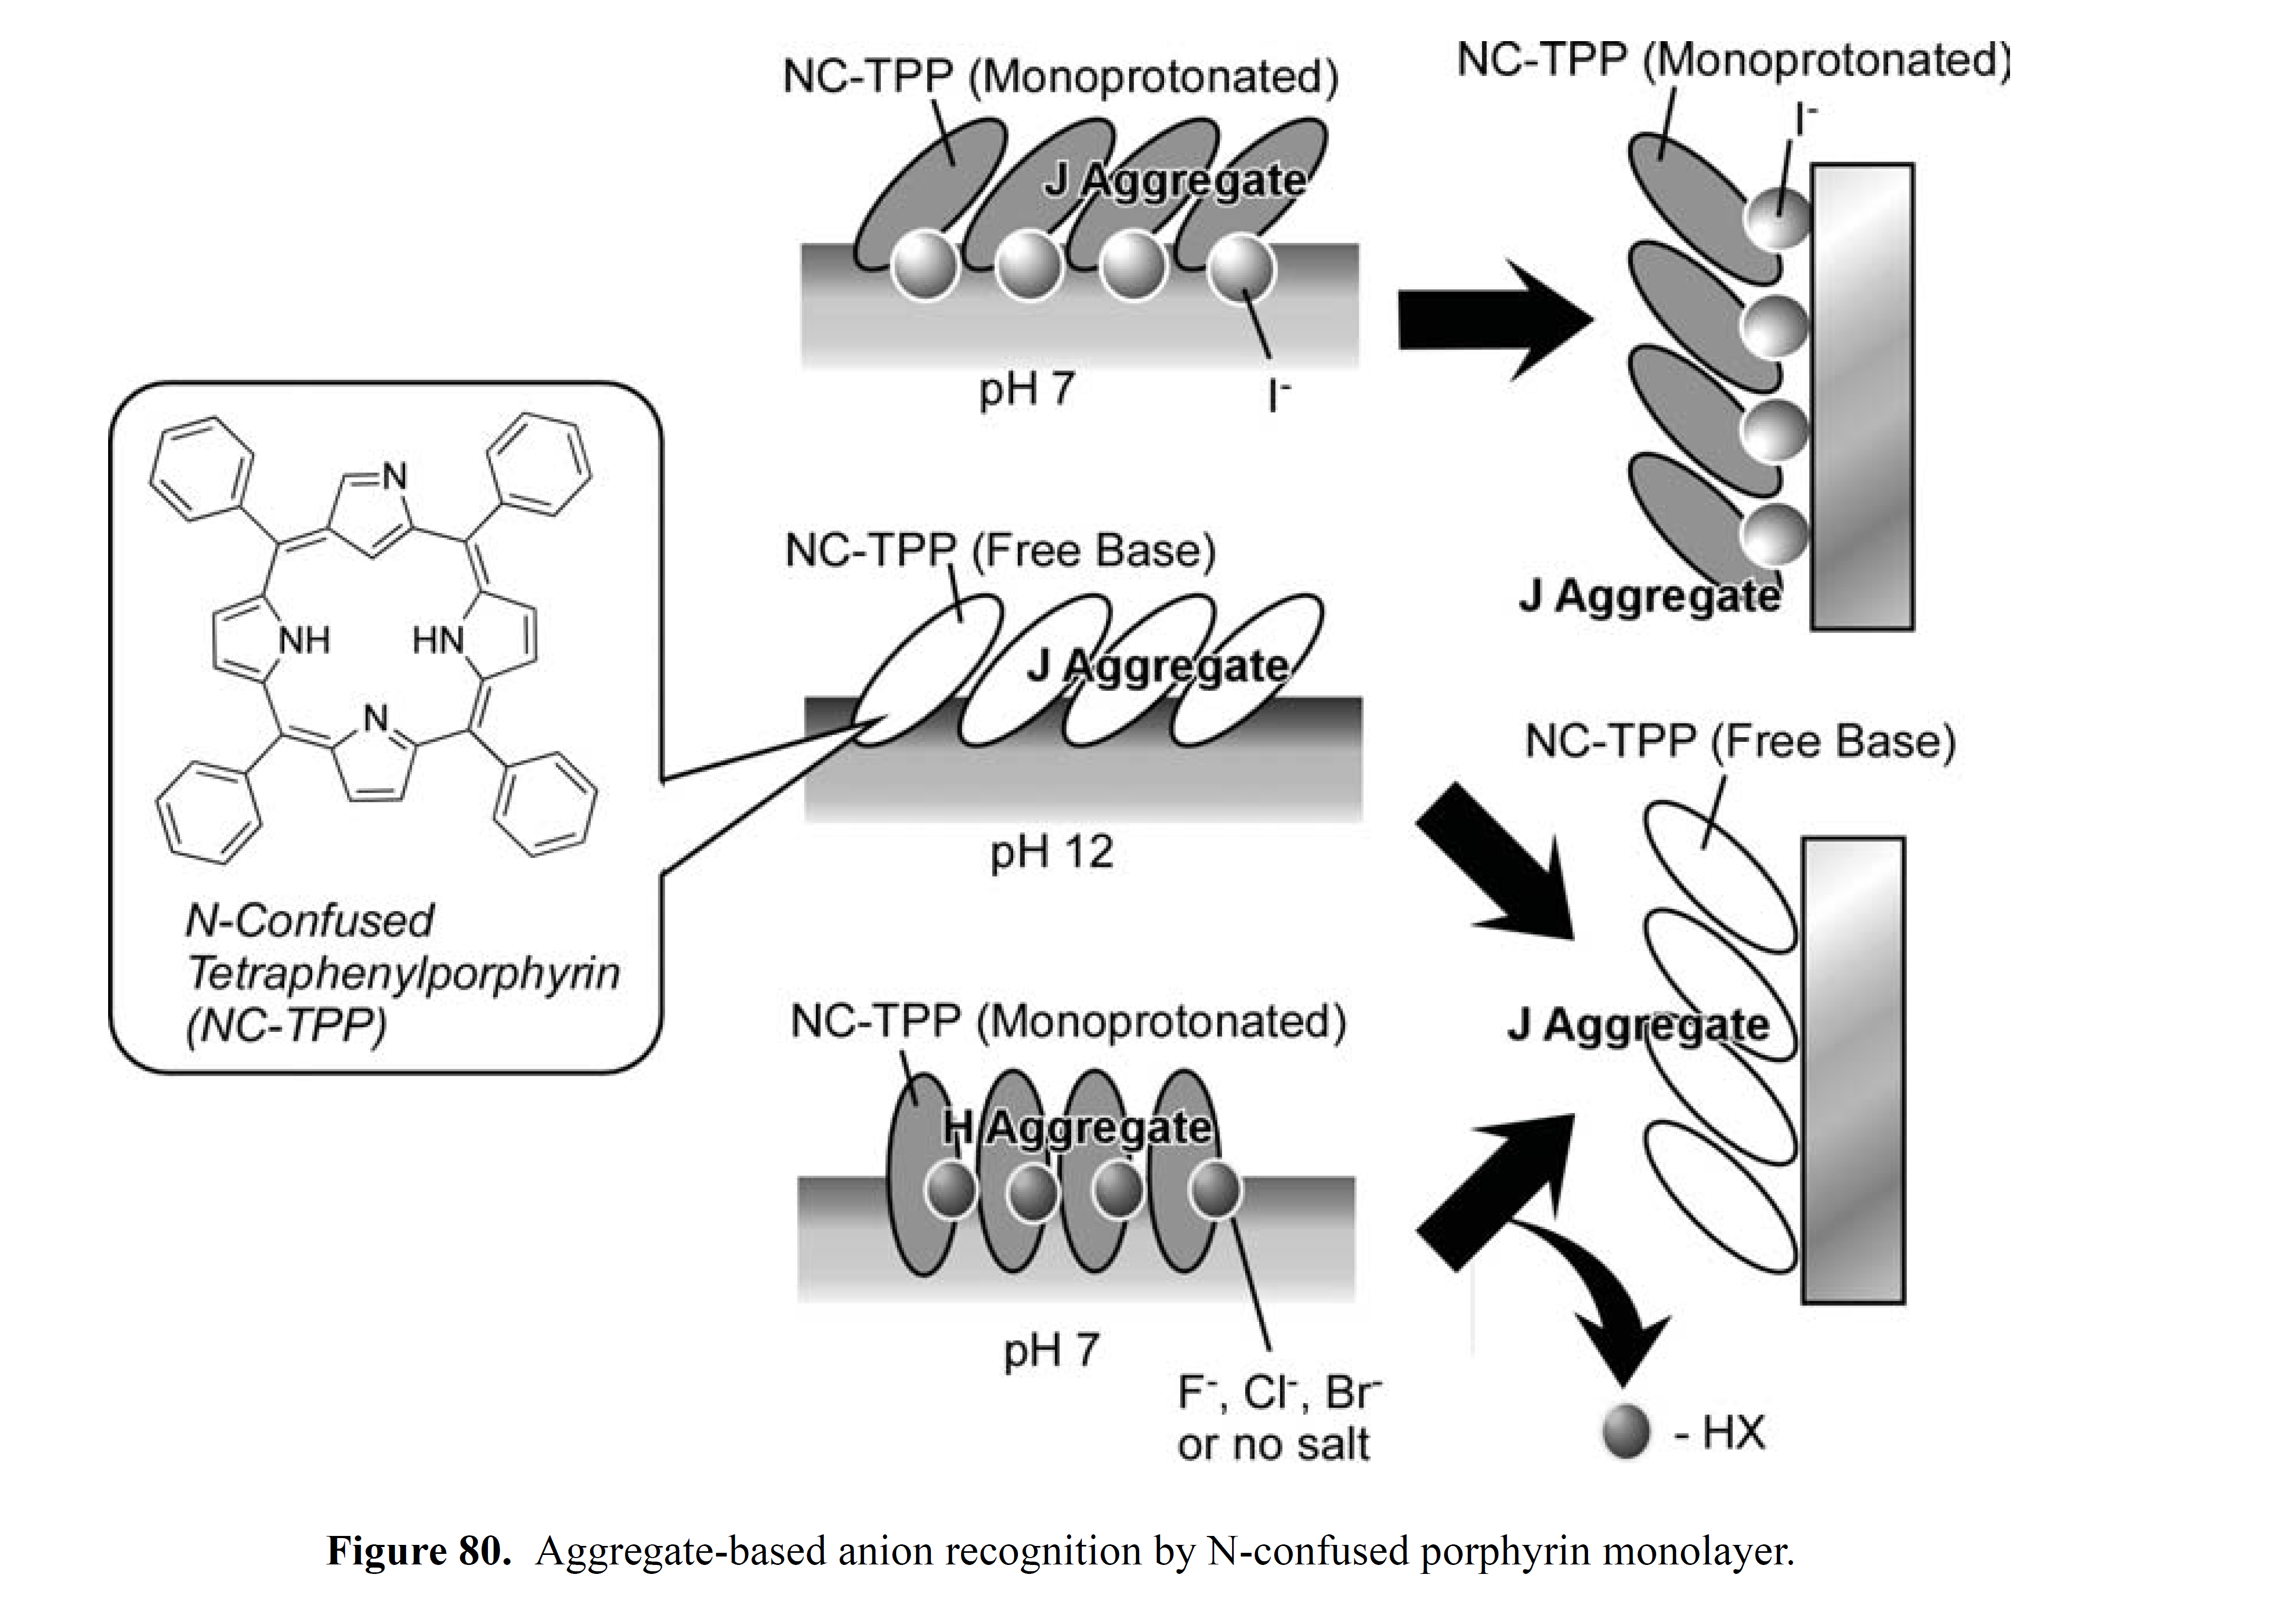 NC-TPP (Monoprotonated)
J Aggregate
pH 7
I-
NC-TPP (Monoprotonated)
I-
J Aggregate
N
NH
HN
N
N-Confused
Tetraphenylporphyrin
(NC-TPP)
NC-TPP (Free Base)
J Aggregate
pH 12
NC-TPP (Free Base)
J Aggregate
NC-TPP (Monoprotonated)
H Aggregate
pH 7
F-, Cl-, Br-
or no salt
- HX
Figure 80. Aggregate-based anion recognition by N-confused porphyrin monolayer.